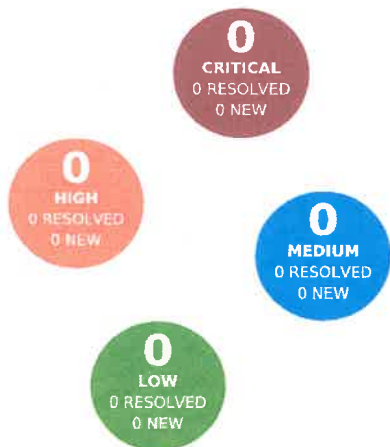 0
CRITICAL
0 RESOLVED
0 NEW
0
HIGH
0 RESOLVED
0 NEW
0
MEDIUM
0 RESOLVED
0 NEW
0
LOW
0 RESOLVED
0 NEW